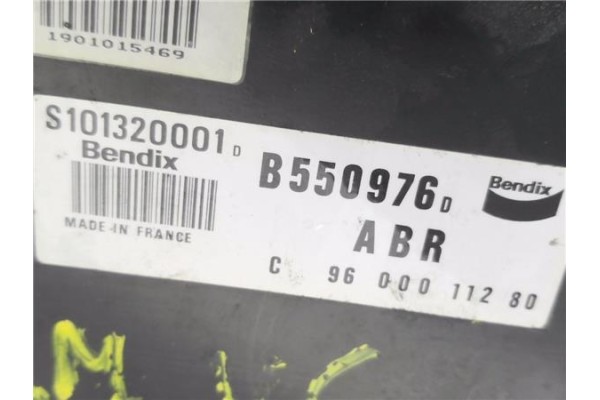 1901015469
S101320001 D
Bendix
MADE IN FRANCE
B550976 D
ABR
C 96 000 112 80
Bendix